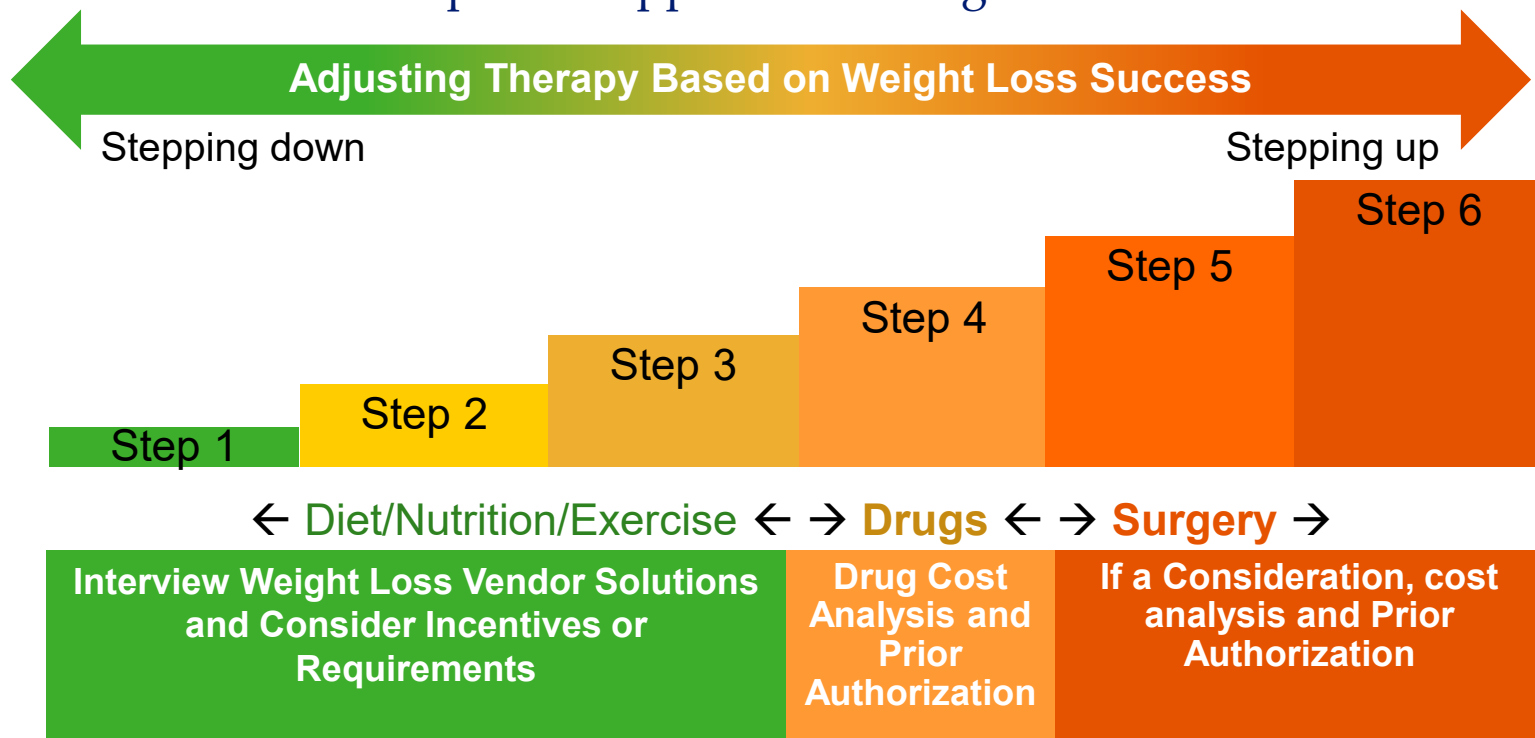 Adjusting Therapy Based on Weight Loss Success
Stepping down
Stepping up
Step 6
Step 5
Step 4
Step 3
Step 2
Step 1
← Diet/Nutrition/Exercise ← → Drugs ← → Surgery →
Interview Weight Loss Vendor Solutions
and Consider Incentives or
Requirements
Drug Cost
Analysis and
Prior
Authorization
If a Consideration, cost
analysis and Prior
Authorization